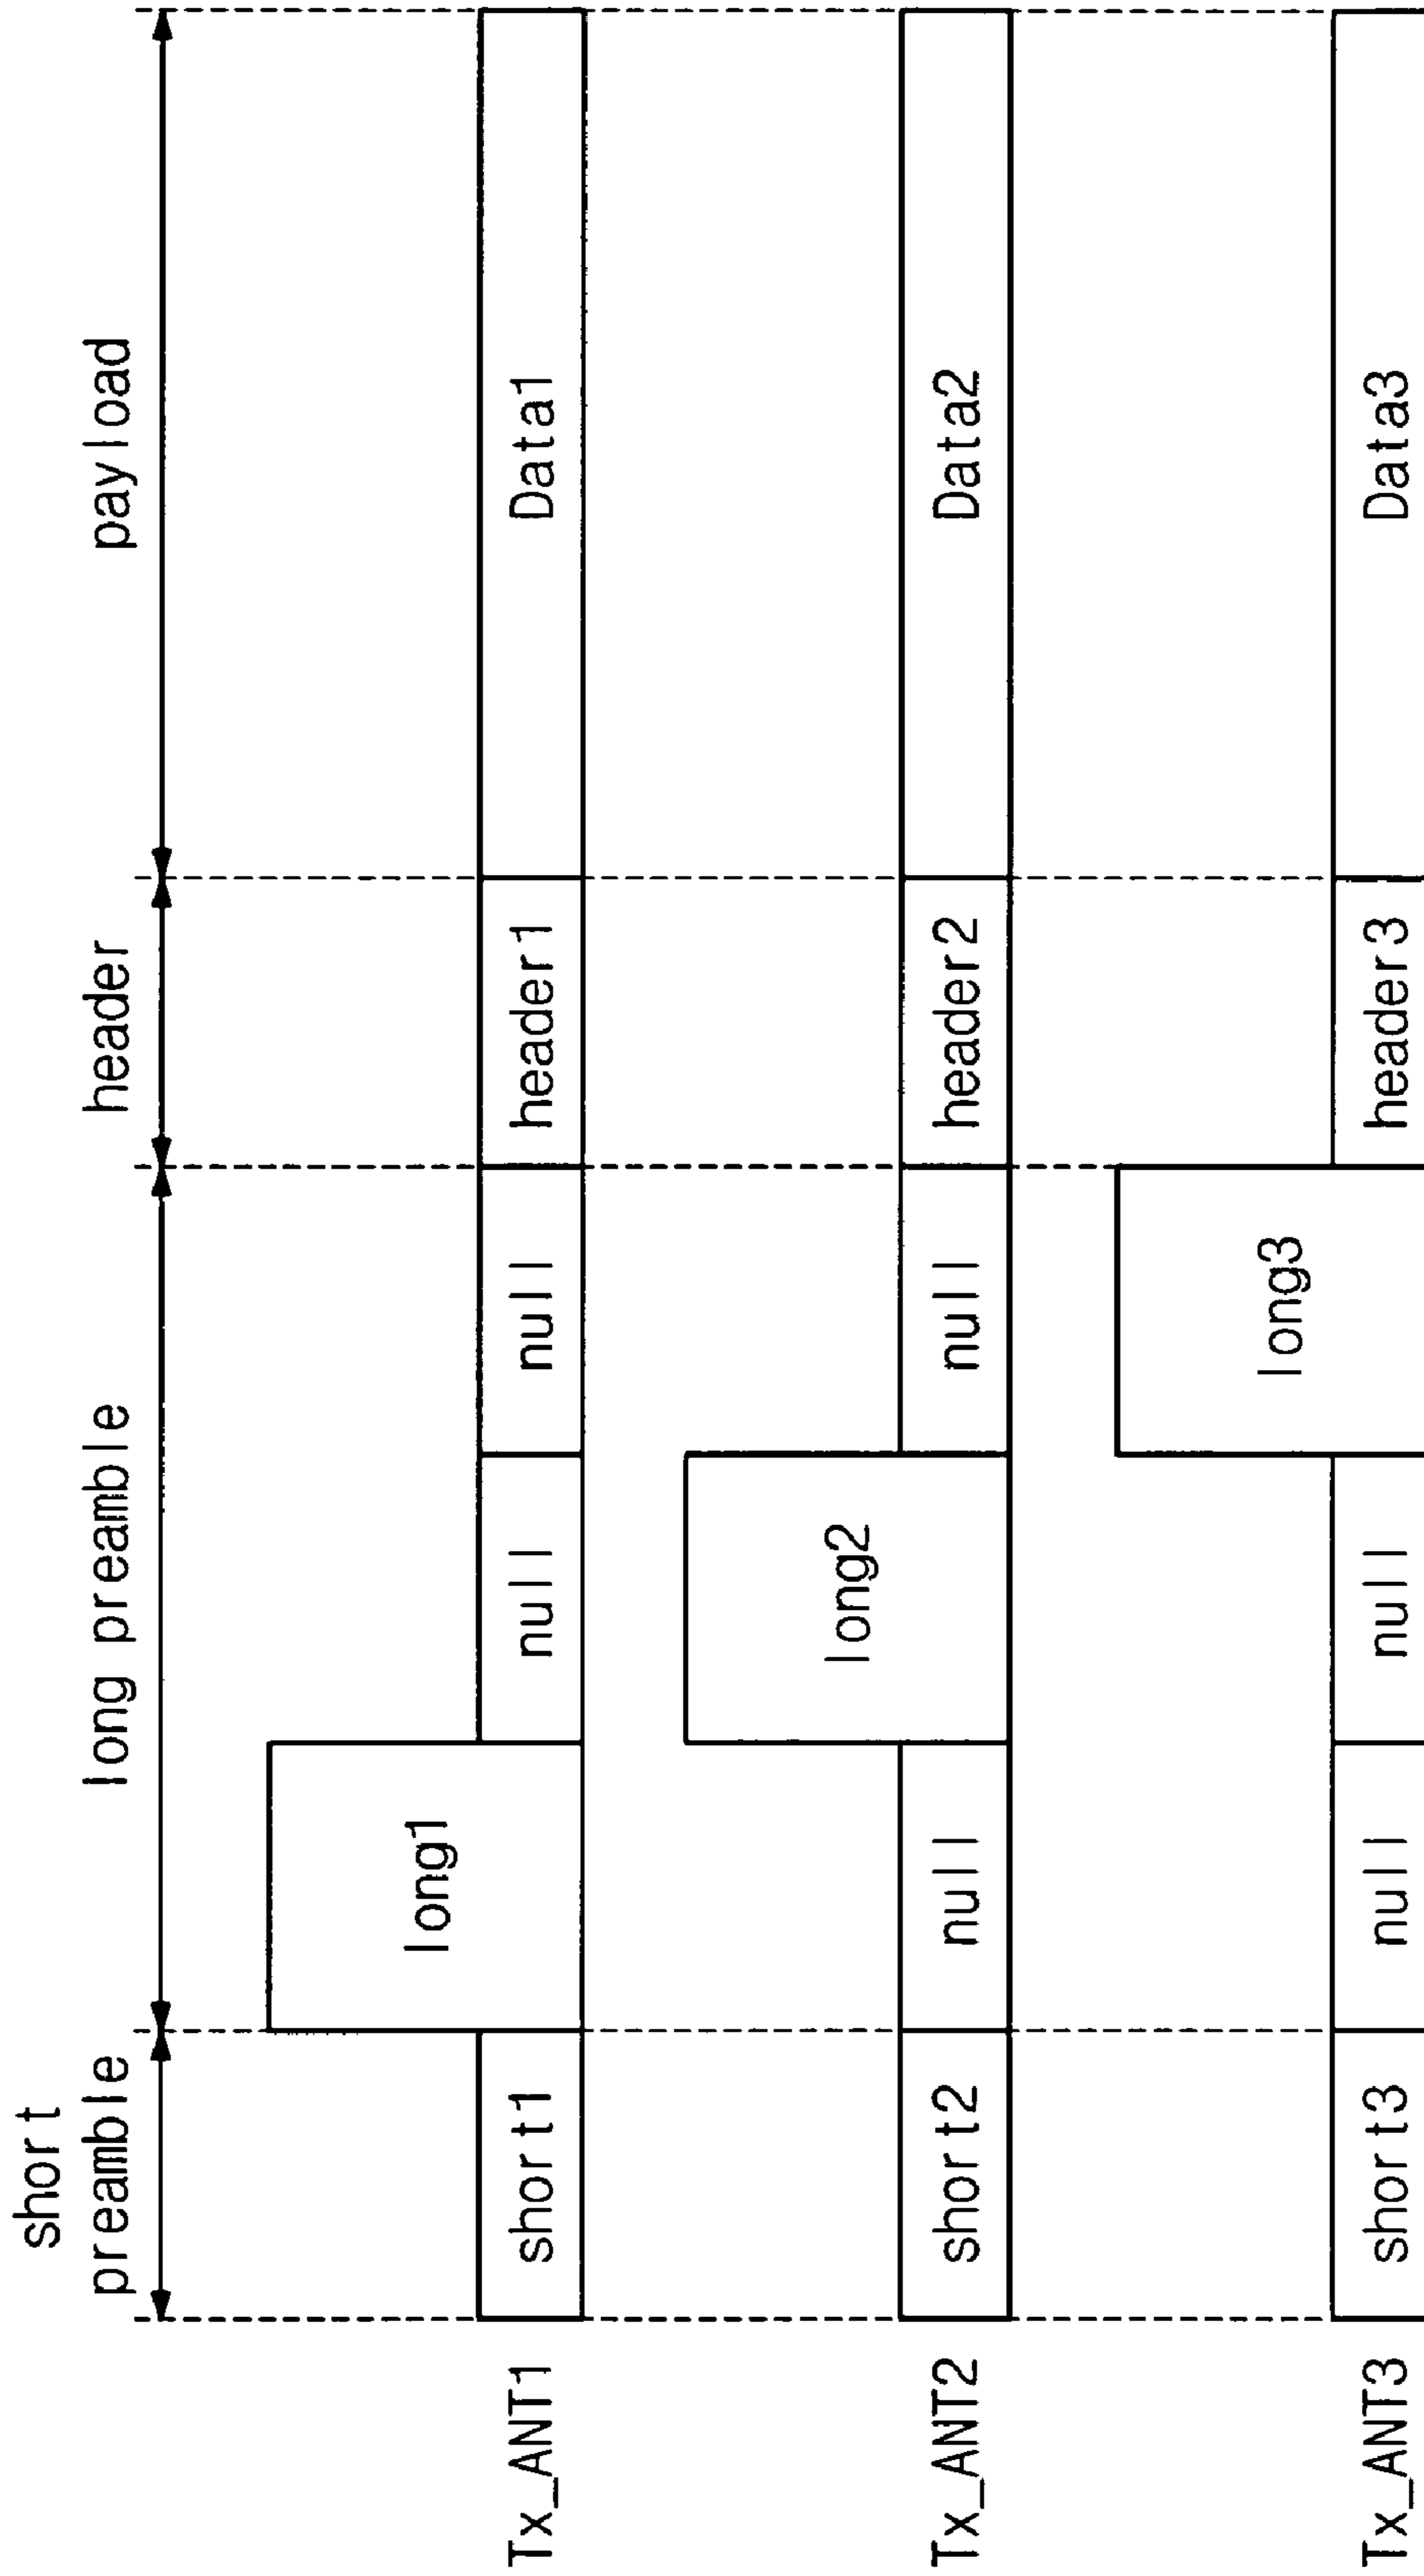 short
preamble
long preamble
header
payload
long1
Tx_ANT1
short1
null
null
header1
Data1
long2
Tx_ANT2
short2
null
null
header2
Data2
long3
Tx_ANT3
short3
null
null
header3
Data3